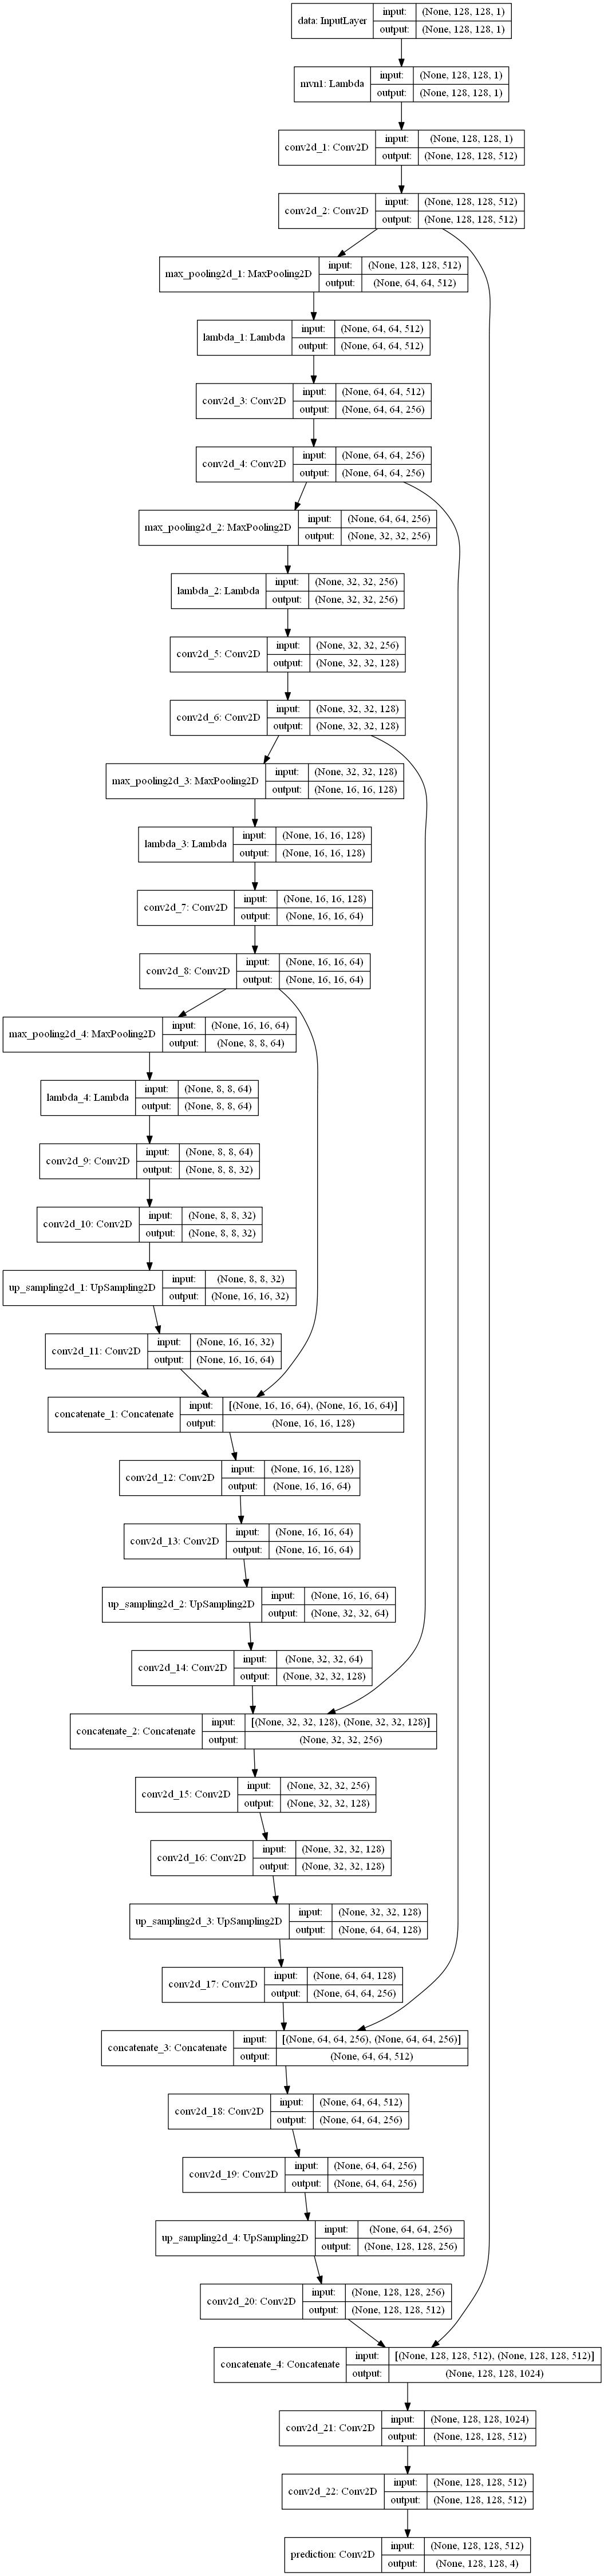 data: InputLayer input: (None, 128, 128, 1)
output: (None, 128, 128, 1)
mvn1: Lambda input: (None, 128, 128, 1)
output: (None, 128, 128, 1)
conv2d_1: Conv2D input: (None, 128, 128, 1)
output: (None, 128, 128, 512)
conv2d_2: Conv2D input: (None, 128, 128, 512)
output: (None, 128, 128, 512)
max_pooling2d_1: MaxPooling2D input: (None, 128, 128, 512)
output: (None, 64, 64, 512)
lambda_1: Lambda input: (None, 64, 64, 512)
output: (None, 64, 64, 512)
conv2d_3: Conv2D input: (None, 64, 64, 512)
output: (None, 64, 64, 256)
conv2d_4: Conv2D input: (None, 64, 64, 256)
output: (None, 64, 64, 256)
max_pooling2d_2: MaxPooling2D input: (None, 64, 64, 256)
output: (None, 32, 32, 256)
lambda_2: Lambda input: (None, 32, 32, 256)
output: (None, 32, 32, 256)
conv2d_5: Conv2D input: (None, 32, 32, 256)
output: (None, 32, 32, 128)
conv2d_6: Conv2D input: (None, 32, 32, 128)
output: (None, 32, 32, 128)
max_pooling2d_3: MaxPooling2D input: (None, 32, 32, 128)
output: (None, 16, 16, 128)
lambda_3: Lambda input: (None, 16, 16, 128)
output: (None, 16, 16, 128)
conv2d_7: Conv2D input: (None, 16, 16, 128)
output: (None, 16, 16, 64)
conv2d_8: Conv2D input: (None, 16, 16, 64)
output: (None, 16, 16, 64)
max_pooling2d_4: MaxPooling2D input: (None, 16, 16, 64)
output: (None, 8, 8, 64)
lambda_4: Lambda input: (None, 8, 8, 64)
output: (None, 8, 8, 64)
conv2d_9: Conv2D input: (None, 8, 8, 64)
output: (None, 8, 8, 32)
conv2d_10: Conv2D input: (None, 8, 8, 32)
output: (None, 8, 8, 32)
up_sampling2d_1: UpSampling2D input: (None, 8, 8, 32)
output: (None, 16, 16, 32)
conv2d_11: Conv2D input: (None, 16, 16, 32)
output: (None, 16, 16, 64)
concatenate_1: Concatenate input: [(None, 16, 16, 64), (None, 16, 16, 64)]
output: (None, 16, 16, 128)
conv2d_12: Conv2D input: (None, 16, 16, 128)
output: (None, 16, 16, 64)
conv2d_13: Conv2D input: (None, 16, 16, 64)
output: (None, 16, 16, 64)
up_sampling2d_2: UpSampling2D input: (None, 16, 16, 64)
output: (None, 32, 32, 64)
conv2d_14: Conv2D input: (None, 32, 32, 64)
output: (None, 32, 32, 128)
concatenate_2: Concatenate input: [(None, 32, 32, 128), (None, 32, 32, 128)]
output: (None, 32, 32, 256)
conv2d_15: Conv2D input: (None, 32, 32, 256)
output: (None, 32, 32, 128)
conv2d_16: Conv2D input: (None, 32, 32, 128)
output: (None, 32, 32, 128)
up_sampling2d_3: UpSampling2D input: (None, 32, 32, 128)
output: (None, 64, 64, 128)
conv2d_17: Conv2D input: (None, 64, 64, 128)
output: (None, 64, 64, 256)
concatenate_3: Concatenate input: [(None, 64, 64, 256), (None, 64, 64, 256)]
output: (None, 64, 64, 512)
conv2d_18: Conv2D input: (None, 64, 64, 512)
output: (None, 64, 64, 256)
conv2d_19: Conv2D input: (None, 64, 64, 256)
output: (None, 64, 64, 256)
up_sampling2d_4: UpSampling2D input: (None, 64, 64, 256)
output: (None, 128, 128, 256)
conv2d_20: Conv2D input: (None, 128, 128, 256)
output: (None, 128, 128, 512)
concatenate_4: Concatenate input: [(None, 128, 128, 512), (None, 128, 128, 512)]
output: (None, 128, 128, 1024)
conv2d_21: Conv2D input: (None, 128, 128, 1024)
output: (None, 128, 128, 512)
conv2d_22: Conv2D input: (None, 128, 128, 512)
output: (None, 128, 128, 512)
prediction: Conv2D input: (None, 128, 128, 512)
output: (None, 128, 128, 4)